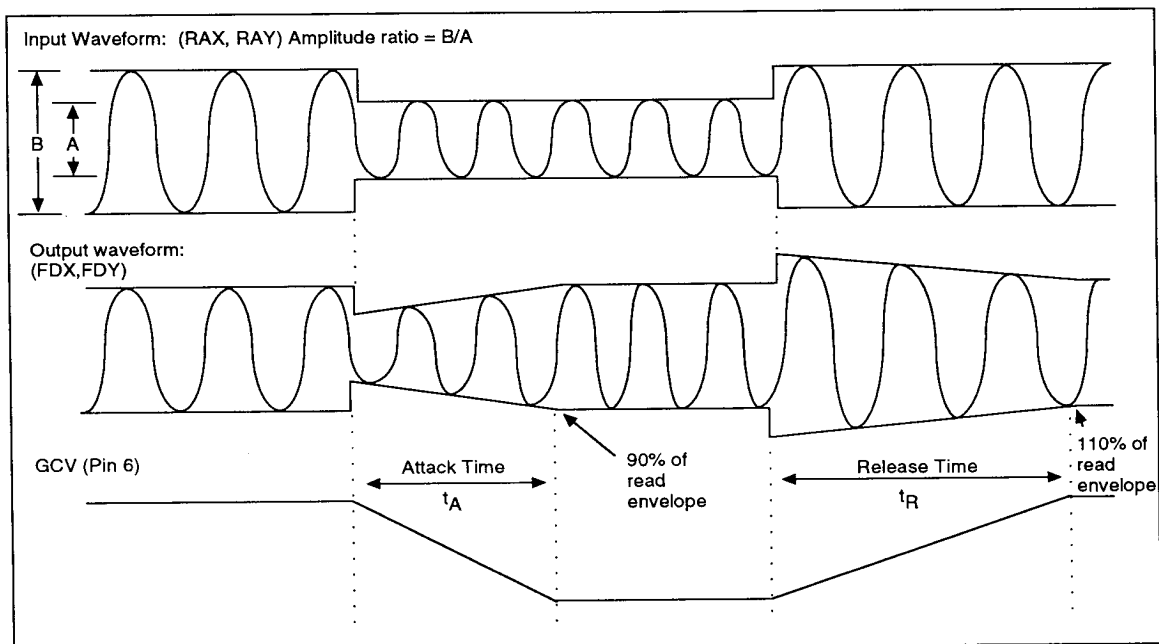 Input Waveform: (RAX, RAY) Amplitude ratio = B/A
B
A
Output waveform:
(FDX,FDY)
GCV (Pin 6)
Attack Time
tA
90% of
read
envelope
Release Time
tR
110% of
read
envelope